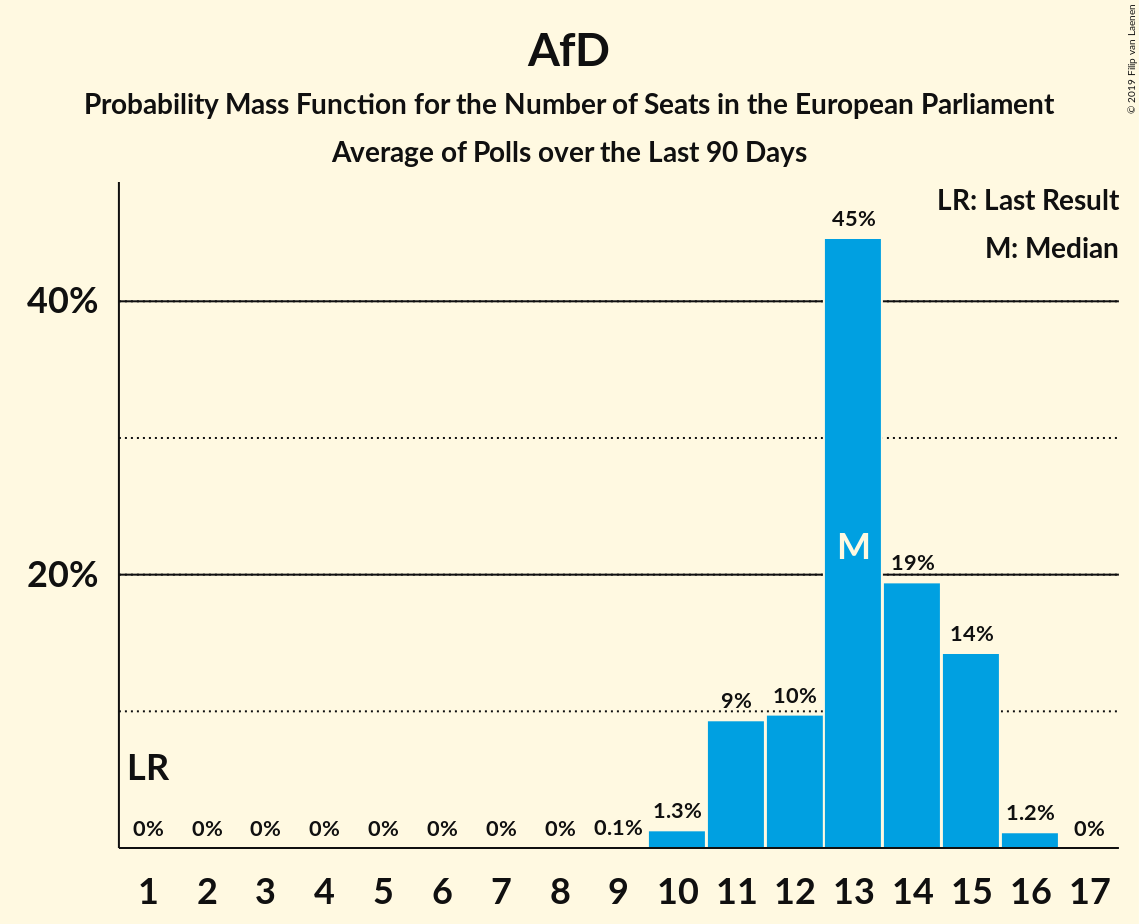 AfD
Probability Mass Function for the Number of Seats in the European Parliament
Average of Polls over the Last 90 Days
© 2019 Filip van Laenen
LR: Last Result
M: Median
45%
40%
M
19%
20%
14%
9%
10%
LR
0%
0%
0%
0%
0%
0%
0%
0%
0.1%
1.3%
1.2%
0%
1 2 3 4 5 6 7 8 9 10 11 12 13 14 15 16 17